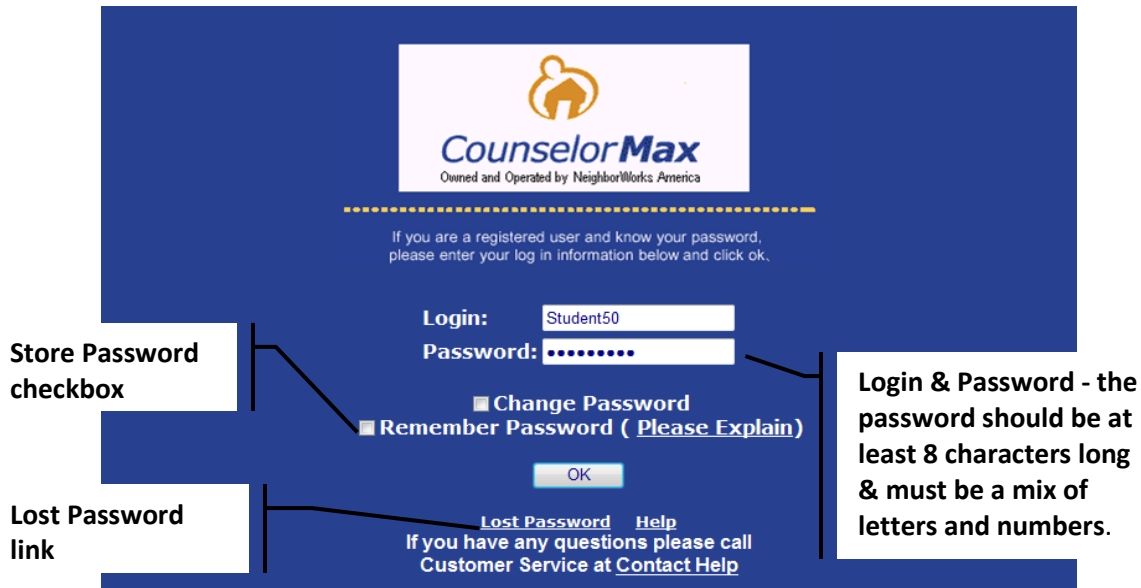 CounselorMax
Owned and Operated by NeighborWorks America
If you are a registered user and know your password,
please enter your log in information below and click ok.
Login: Student50
Password: •••••••••
Store Password
checkbox
Change Password
Remember Password ( Please Explain)
Login & Password - the
password should be at
least 8 characters long
& must be a mix of
letters and numbers.
OK
Lost Password
link
Lost Password Help
If you have any questions please call
Customer Service at Contact Help